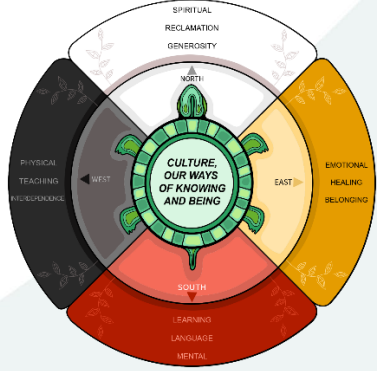 SPIRITUAL
RECLAMATION
GENEROSITY
NORTH
PHYSICAL
TEACHING
INTERDEPENDENCE
WEST
CULTURE,
OUR WAYS
OF KNOWING
AND BEING
EAST
EMOTIONAL
HEALING
BELONGING
SOUTH
LEARNING
LANGUAGE
MENTAL